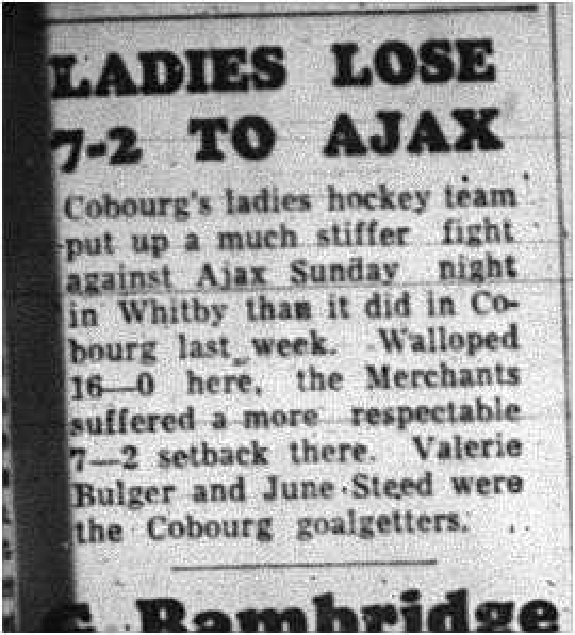 LADIES LOSE
7-2 TO AJAX
Cobourg's ladies hockey team
put up a much stiffer fight
against Ajax Sunday night
in Whitby than it did in Co-
bourg last week. Walloped
16—0 here, the Merchants
suffered a more respectable
7—2 setback there. Valerie
Bulger and June Steed were
the Cobourg goalgetters.
Bambridge